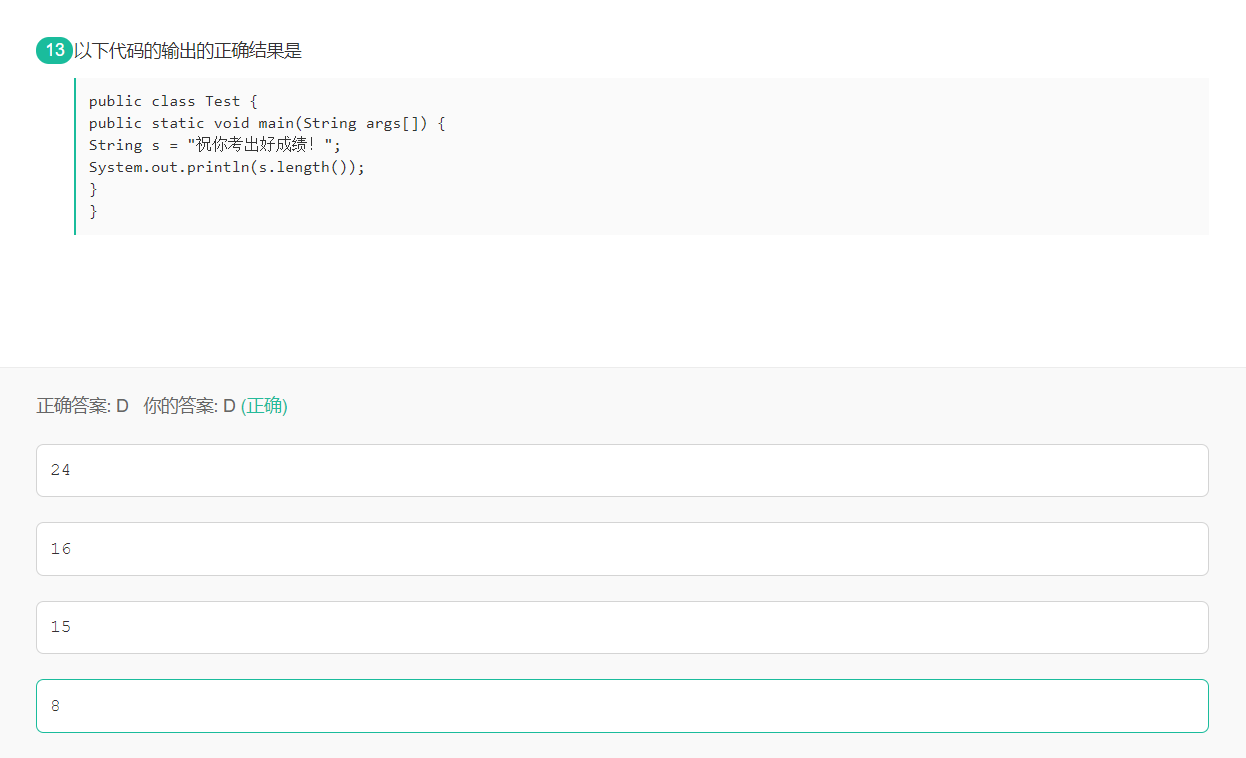 13 以下代码的输出的正确结果是
public class Test {
public static void main(String args[]) {
String s = "祝你考出好成绩！";
System.out.println(s.length());
}
}
正确答案: D 你的答案: D (正确)
24
16
15
8